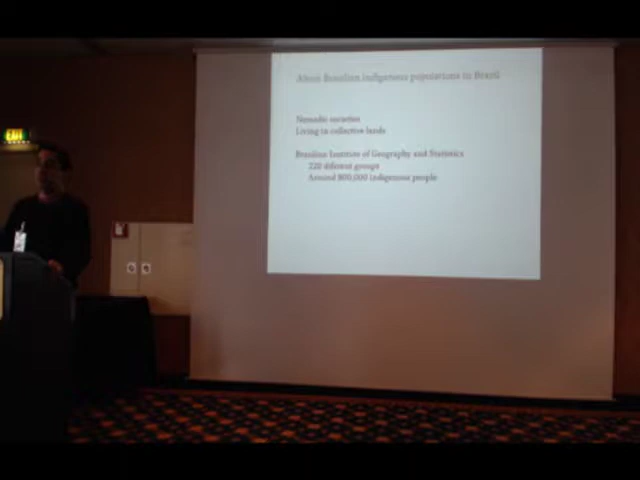 EXIT
About Brazilian indigenous populations in Brazil
Nomadic societies
Living in collective lands
Brazilian Institute of Geography and Statistics
220 diferent groups
Around 800,000 indigenous people